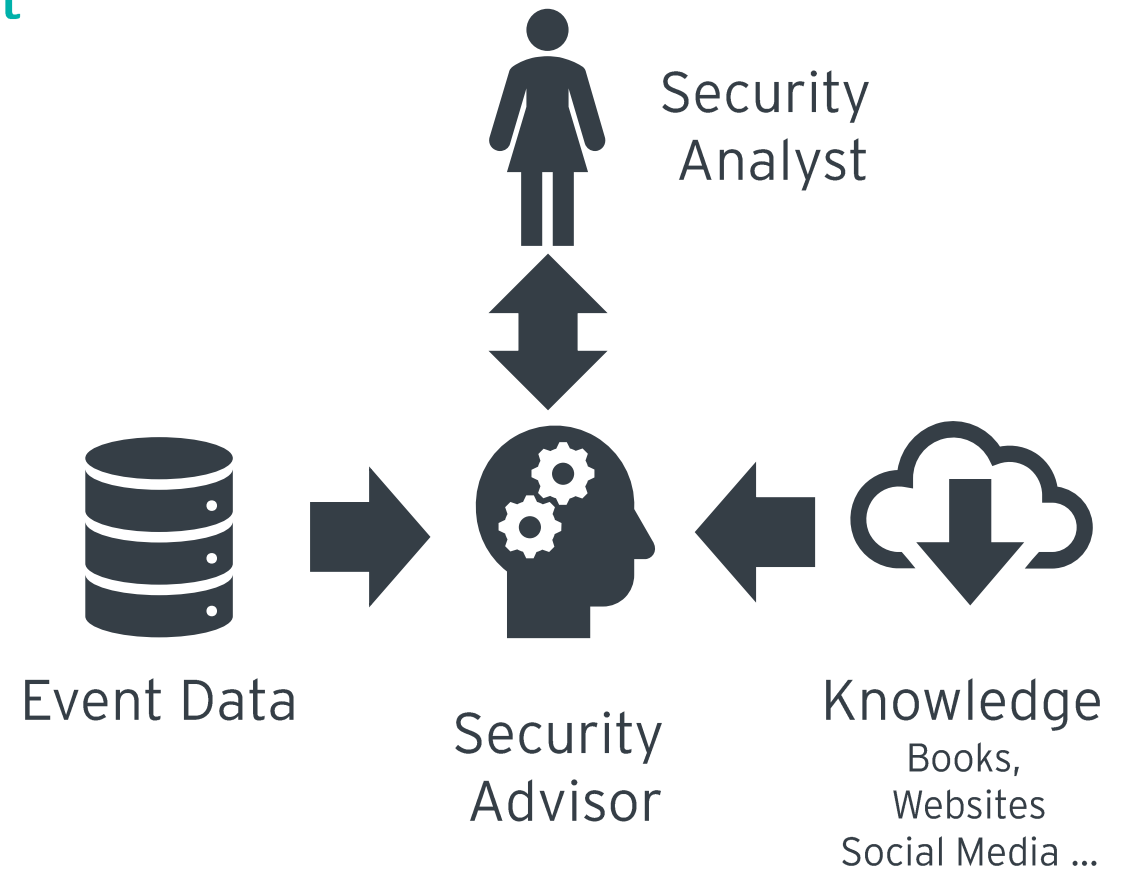 t
Security
Analyst
Event Data
Security
Advisor
Knowledge
Books,
Websites
Social Media ...